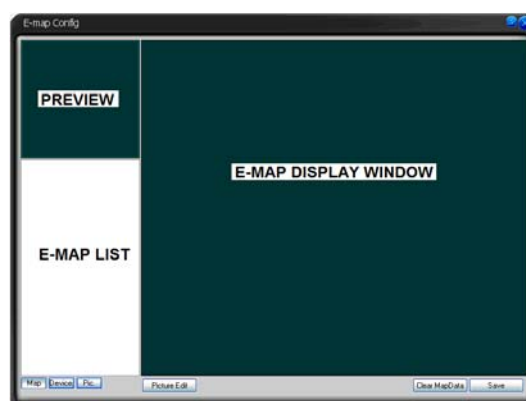 E-map Config
PREVIEW
E-MAP DISPLAY WINDOW
E-MAP LIST
Map Device Pic. Picture Edit Clear MapData Save